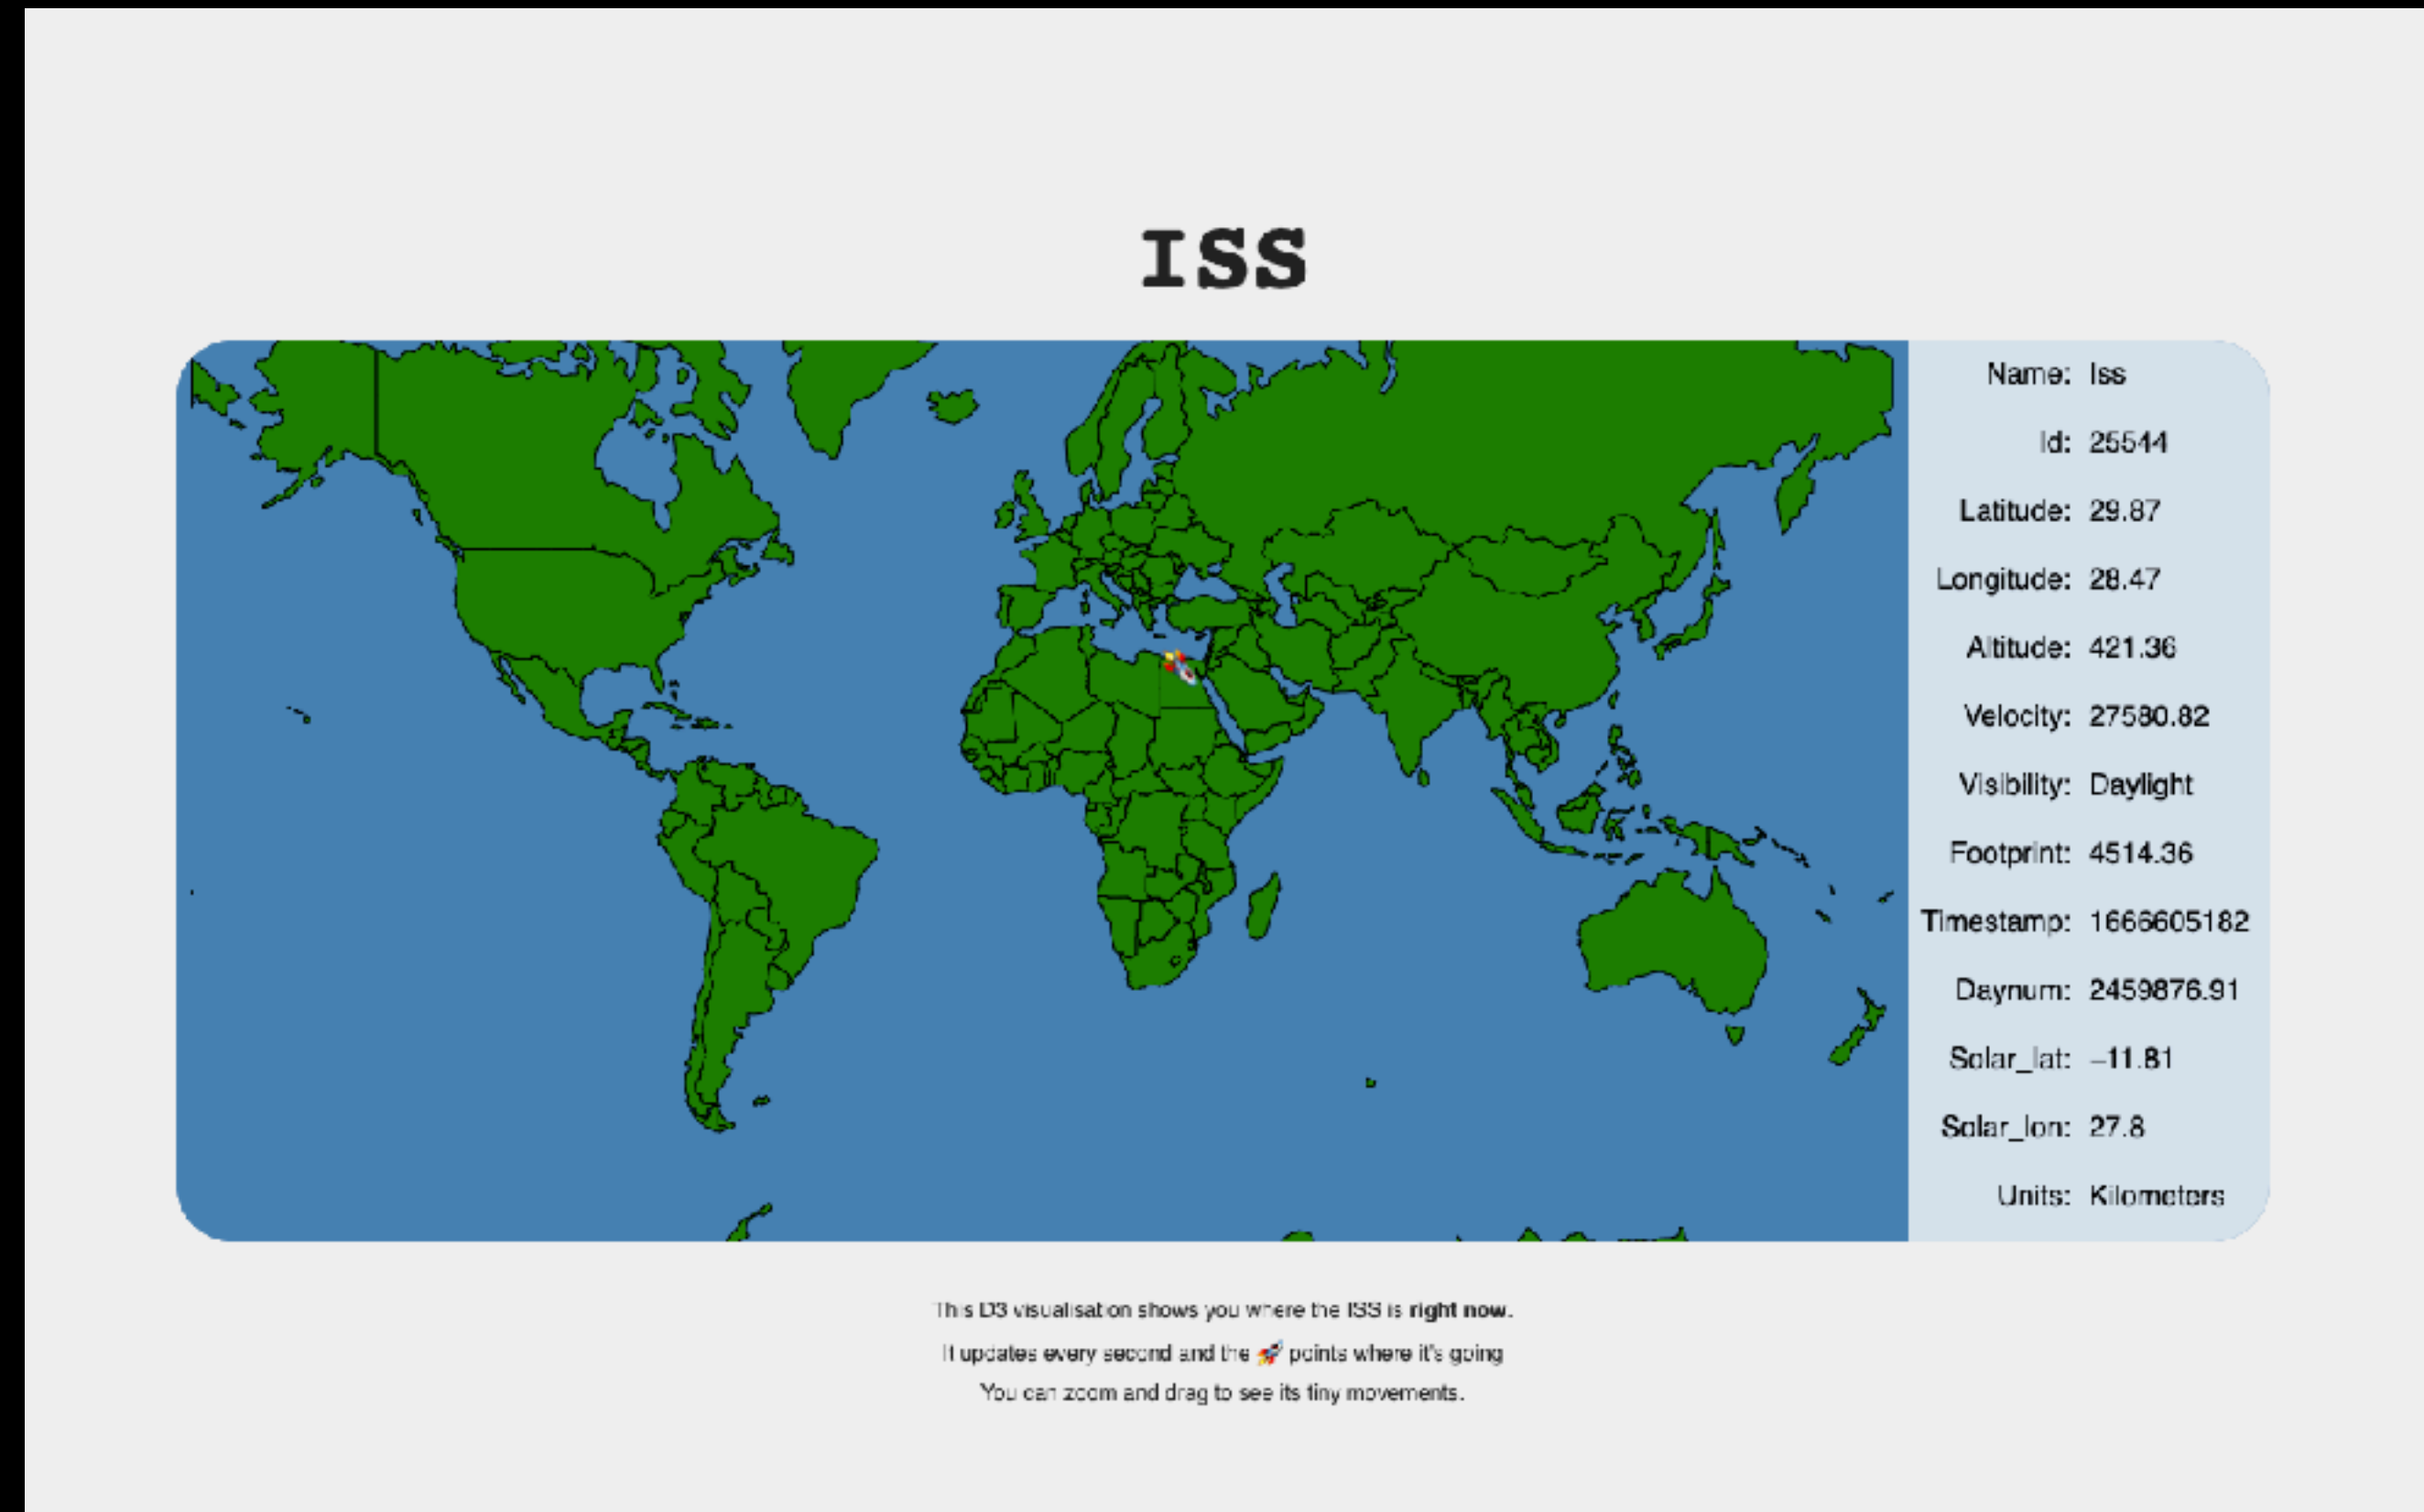 ISS
Name: Iss
Id: 25544
Latitude: 29.87
Longitude: 28.47
Altitude: 421.36
Velocity: 27580.82
Visibility: Daylight
Footprint: 4514.36
Timestamp: 1666605182
Daynum: 2459876.91
Solar_lat: −11.81
Solar_lon: 27.8
Units: Kilometers
This D3 visualisation shows you where the ISS is right now.
It updates every second and the 🚀 points where it's going
You can zoom and drag to see its tiny movements.